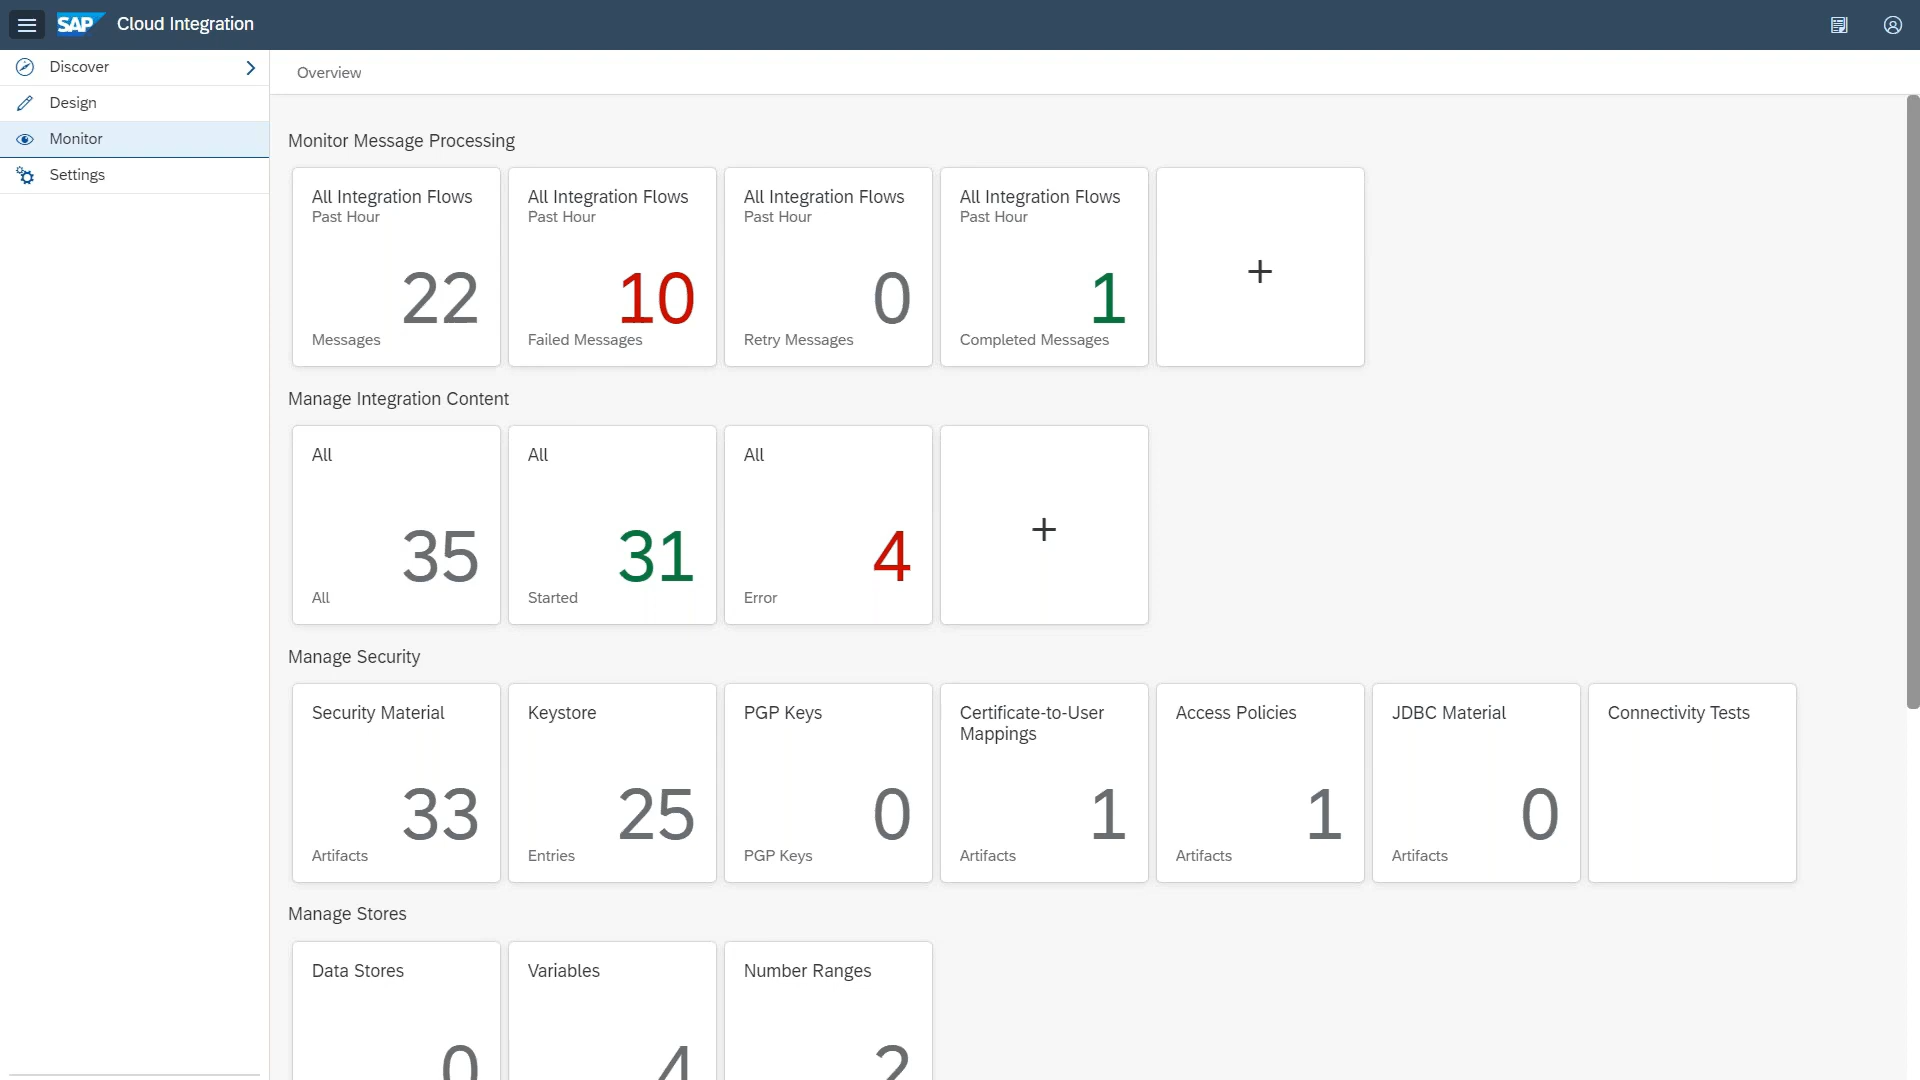 SAP Cloud Integration
Discover
Design
Monitor
Settings
Overview
Monitor Message Processing
All Integration Flows
Past Hour
22
Messages
All Integration Flows
Past Hour
10
Failed Messages
All Integration Flows
Past Hour
0
Retry Messages
All Integration Flows
Past Hour
1
Completed Messages
+
Manage Integration Content
All
35
All
All
31
Started
All
4
Error
+
Manage Security
Security Material
33
Artifacts
Keystore
25
Entries
PGP Keys
0
PGP Keys
Certificate-to-User
Mappings
1
Artifacts
Access Policies
1
Artifacts
JDBC Material
0
Artifacts
Connectivity Tests
Manage Stores
Data Stores
0
Variables
4
Number Ranges
2